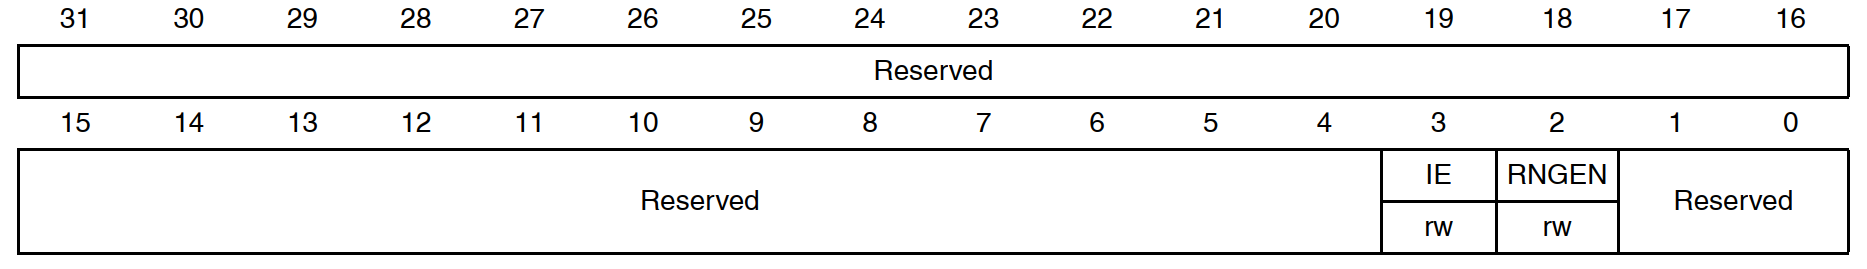 31 30 29 28 27 26 25 24 23 22 21 20 19 18 17 16
Reserved
15 14 13 12 11 10 9 8 7 6 5 4 3 2 1 0
Reserved IE RNGEN Reserved
rw rw